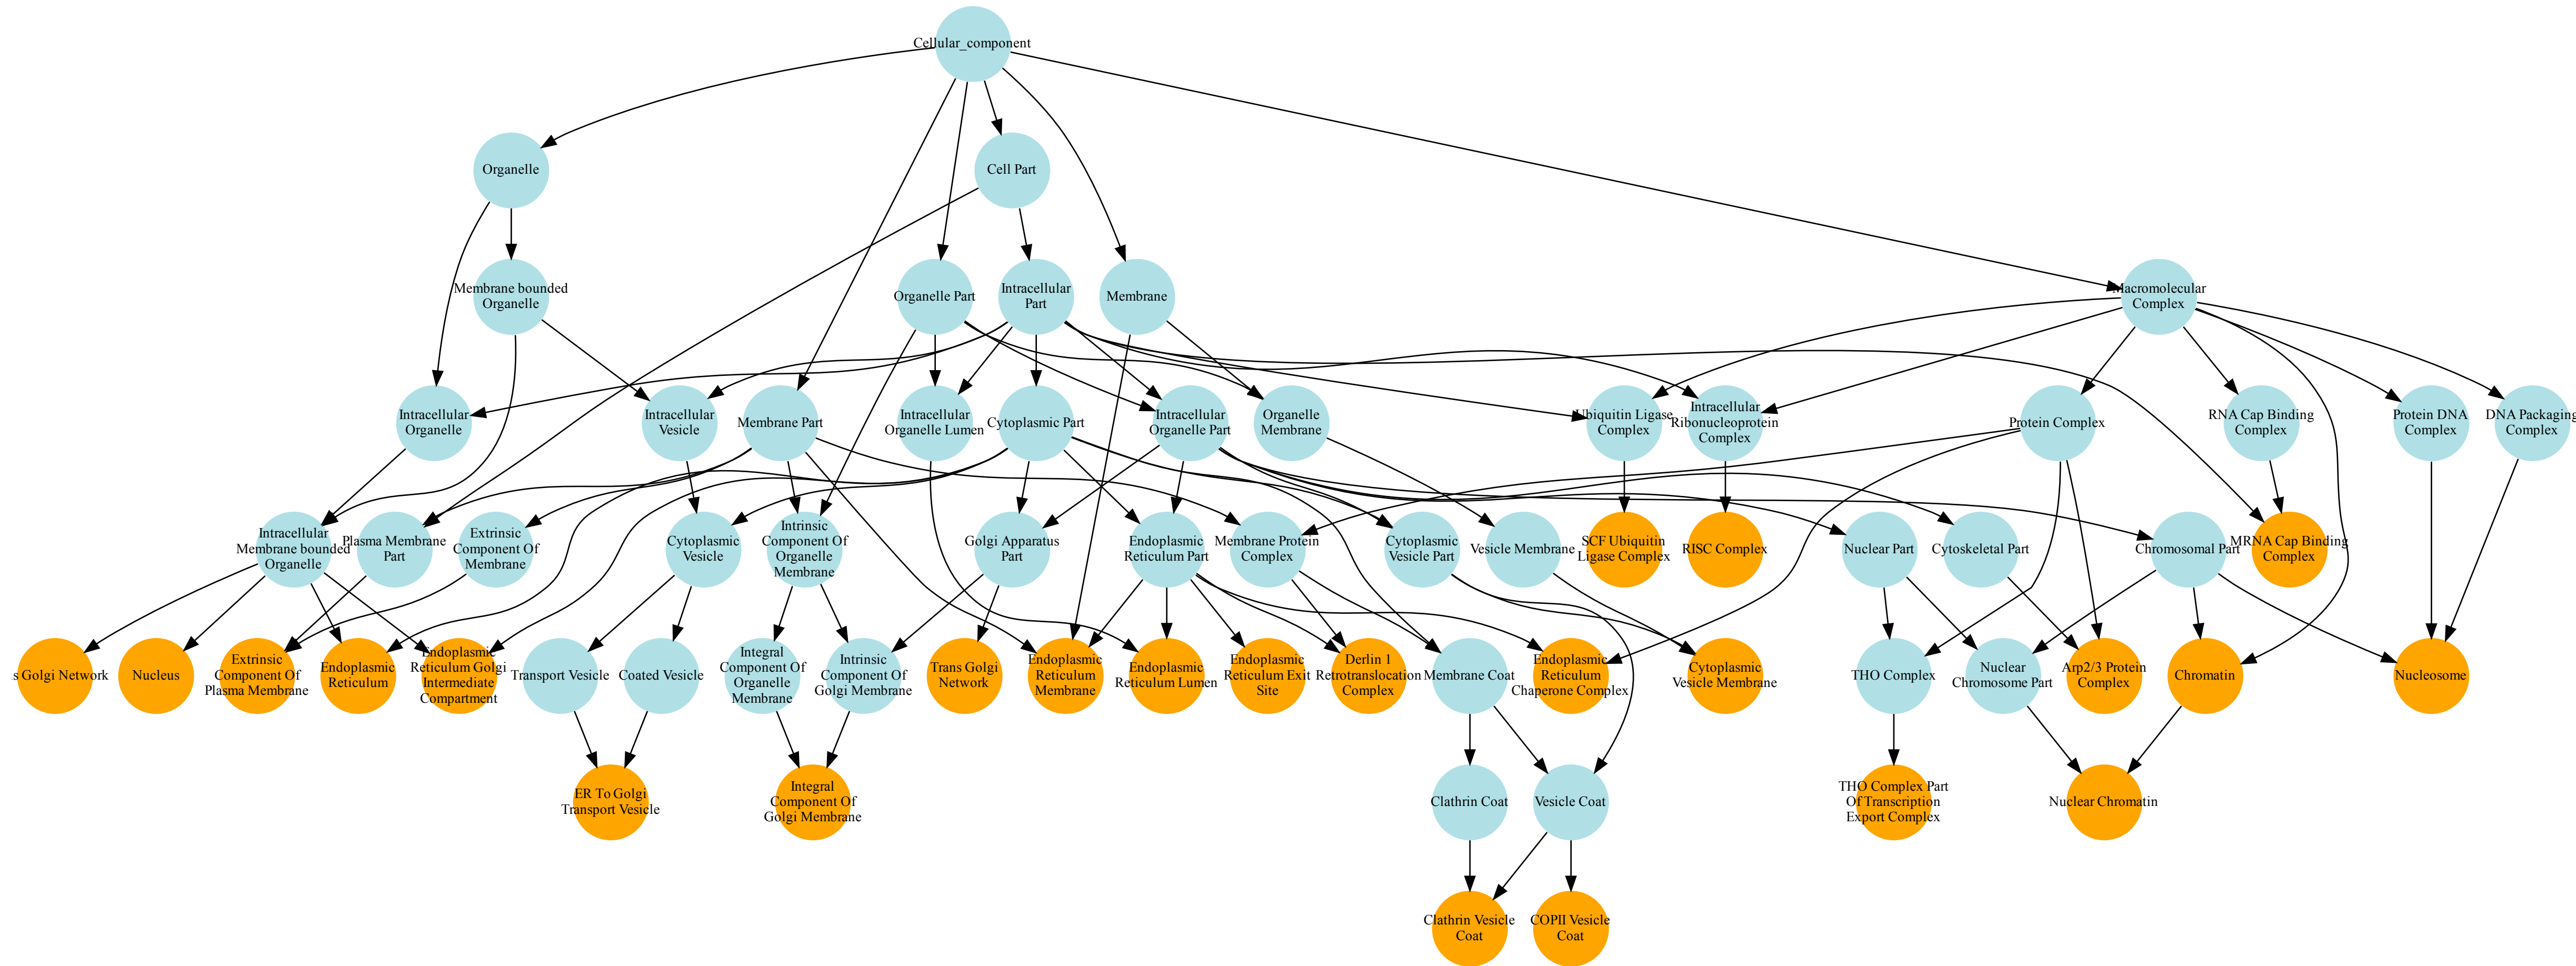 Cellular_component
Organelle
Cell Part
Membrane bounded
Organelle
Organelle Part
Intracellular
Part
Membrane
Macromolecular
Complex
Intracellular
Organelle
Intracellular
Vesicle
Membrane Part
Intracellular
Organelle Lumen
Cytoplasmic Part
Intracellular
Organelle Part
Organelle
Membrane
Ubiquitin Ligase
Complex
Intracellular
Ribonucleoprotein
Complex
Protein Complex
RNA Cap Binding
Complex
Protein DNA
Complex
DNA Packaging
Complex
Intracellular
Membrane bounded
Organelle
Plasma Membrane
Part
Extrinsic
Component Of
Membrane
Cytoplasmic
Vesicle
Intrinsic
Component Of
Organelle
Membrane
Golgi Apparatus
Part
Endoplasmic
Reticulum Part
Membrane Protein
Complex
Cytoplasmic
Vesicle Part
Vesicle Membrane
SCF Ubiquitin
Ligase Complex
RISC Complex
Nuclear Part
Cytoskeletal Part
Chromosomal Part
MRNA Cap Binding
Complex
s Golgi Network
Nucleus
Extrinsic
Component Of
Plasma Membrane
Endoplasmic
Reticulum
Endoplasmic
Reticulum Golgi
Intermediate
Compartment
Transport Vesicle
Coated Vesicle
Integral
Component Of
Organelle
Membrane
Intrinsic
Component Of
Golgi Membrane
Trans Golgi
Network
Endoplasmic
Reticulum
Membrane
Endoplasmic
Reticulum Lumen
Endoplasmic
Reticulum Exit
Site
Derlin 1
Retrotranslocation
Complex
Membrane Coat
Endoplasmic
Reticulum
Chaperone Complex
Cytoplasmic
Vesicle Membrane
THO Complex
Nuclear
Chromosome Part
Arp2/3 Protein
Complex
Chromatin
Nucleosome
ER To Golgi
Transport Vesicle
Integral
Component Of
Golgi Membrane
Clathrin Coat
Vesicle Coat
THO Complex Part
Of Transcription
Export Complex
Nuclear Chromatin
Clathrin Vesicle
Coat
COPII Vesicle
Coat